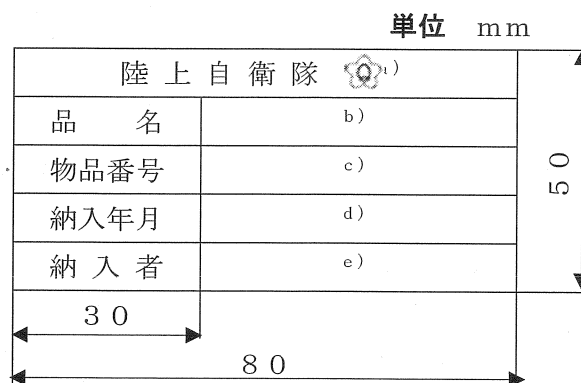 単位 mm
陸上自衛隊 a)
品名 b)
物品番号 c)
納入年月 d)
納入者 e)
50
30
80